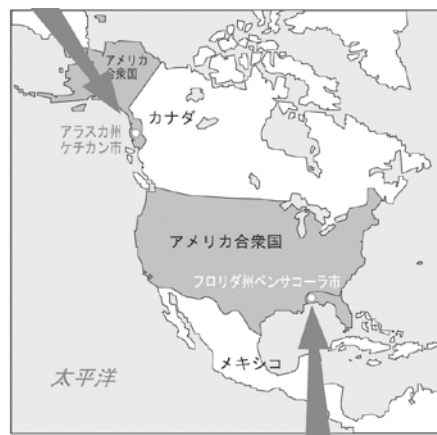 アメリカ
合衆国
カナダ
アラスカ州
ケチカン市
アメリカ合衆国
フロリダ州ペンサコーラ市
メキシコ
太平洋